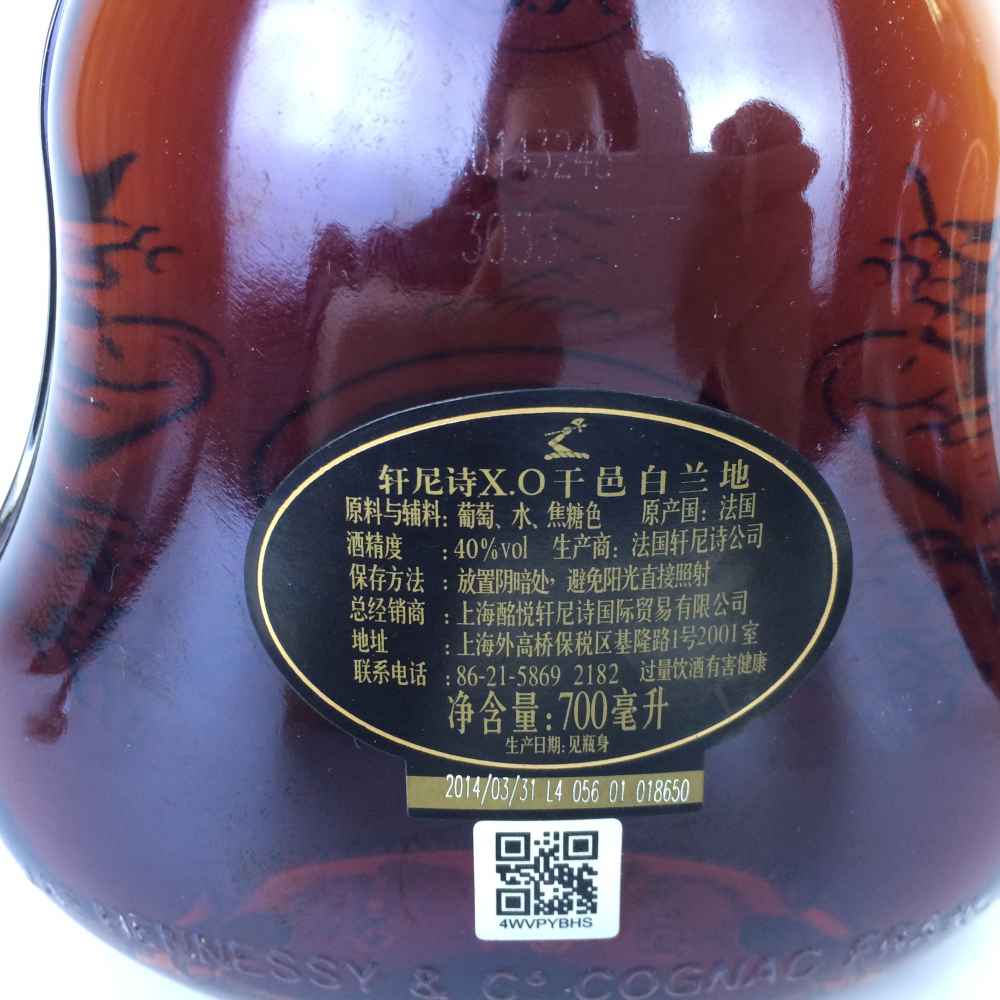 轩尼诗X.O干邑白兰地
原料与辅料：葡萄、水、焦糖色 原产国：法国
酒精度 ：40%vol 生产商：法国轩尼诗公司
保存方法 ：放置阴暗处，避免阳光直接照射
总经销商 ：上海酩悦轩尼诗国际贸易有限公司
地址 ：上海外高桥保税区基隆路1号2001室
联系电话 ：86-21-5869 2182 过量饮酒有害健康
净含量：700毫升
生产日期：见瓶身
2014/03/31 L4 056 01 018650
4WVPYBHS
& Cº COGNAC